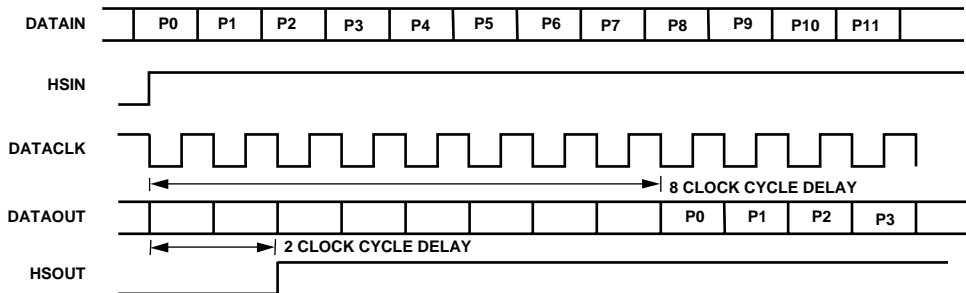 DATAIN P0 P1 P2 P3 P4 P5 P6 P7 P8 P9 P10 P11
HSIN
DATACLK
8 CLOCK CYCLE DELAY
DATAOUT P0 P1 P2 P3
2 CLOCK CYCLE DELAY
HSOUT